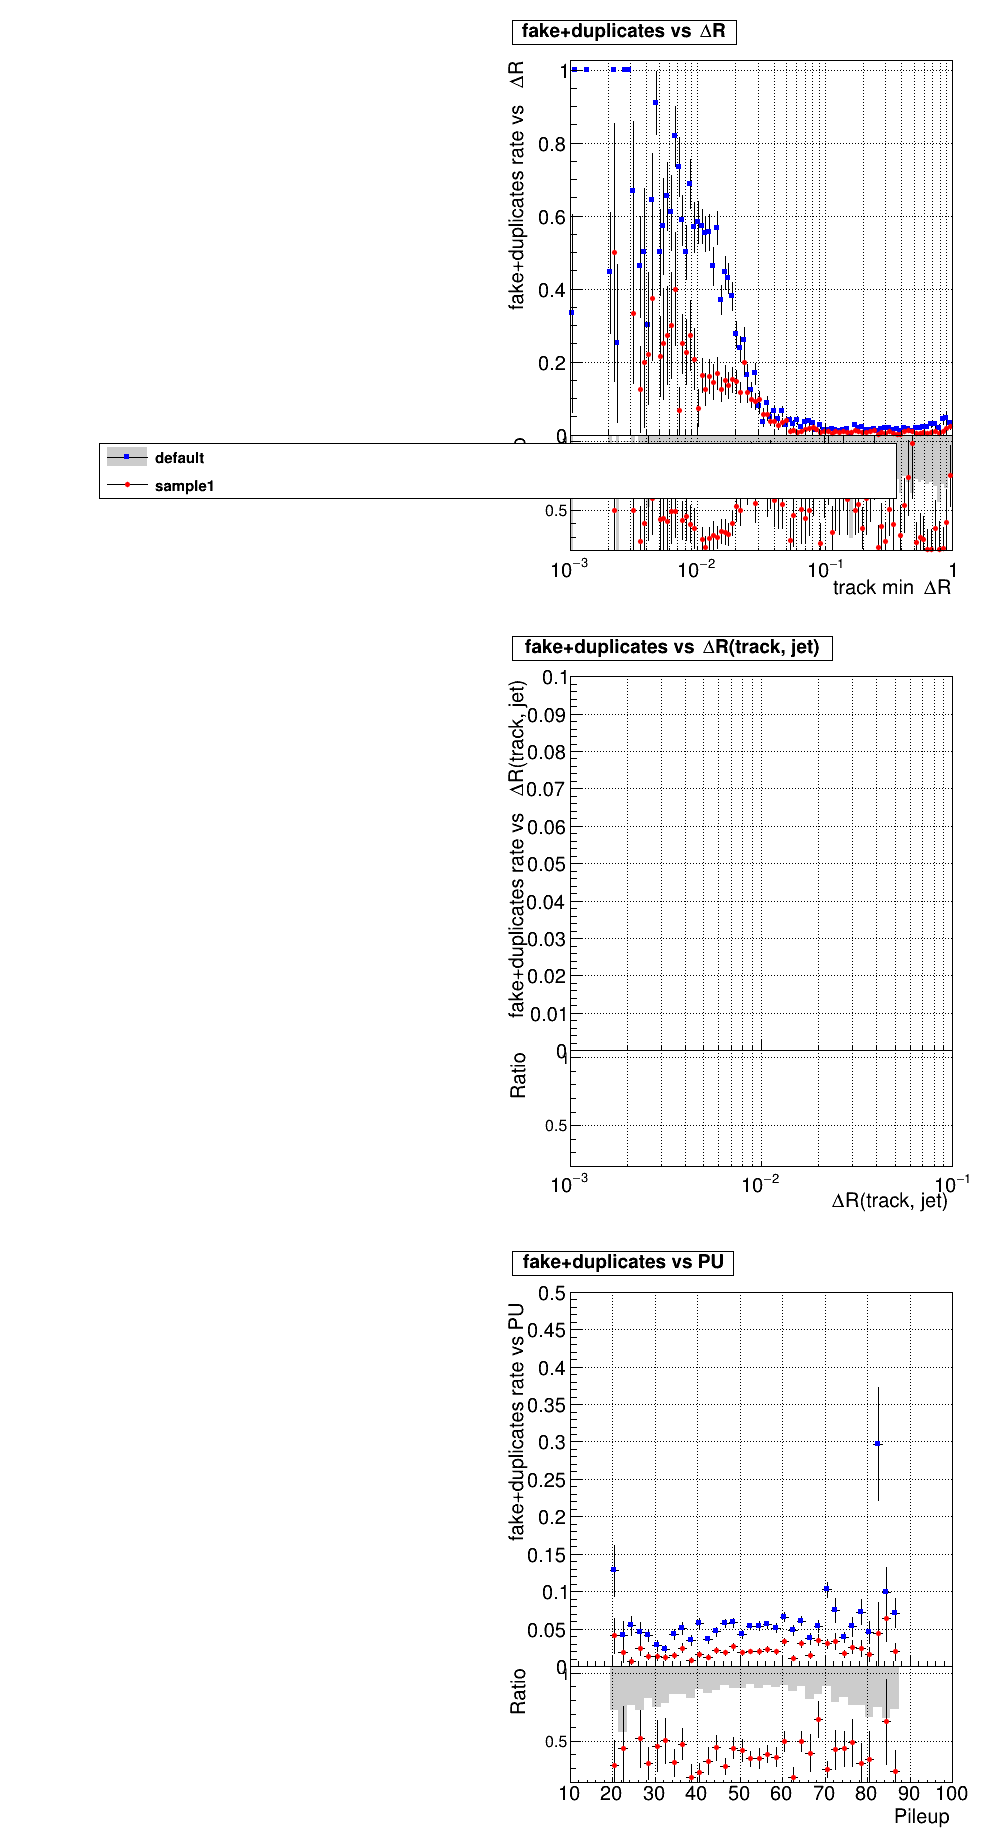 fake+duplicates vs ΔR
fake+duplicates rate vs ΔR
1
0.8
0.6
0.4
0.2
0
default
sample1
0.5
10⁻³ 10⁻² 10⁻¹ 1
track min ΔR
fake+duplicates vs ΔR(track, jet)
fake+duplicates rate vs ΔR(track, jet)
0.1
0.09
0.08
0.07
0.06
0.05
0.04
0.03
0.02
0.01
0
Ratio
1
0.5
10⁻³ 10⁻² 10⁻¹
ΔR(track, jet)
fake+duplicates vs PU
fake+duplicates rate vs PU
0.5
0.45
0.4
0.35
0.3
0.25
0.2
0.15
0.1
0.05
0
Ratio
1
0.5
10 20 30 40 50 60 70 80 90 100
Pileup